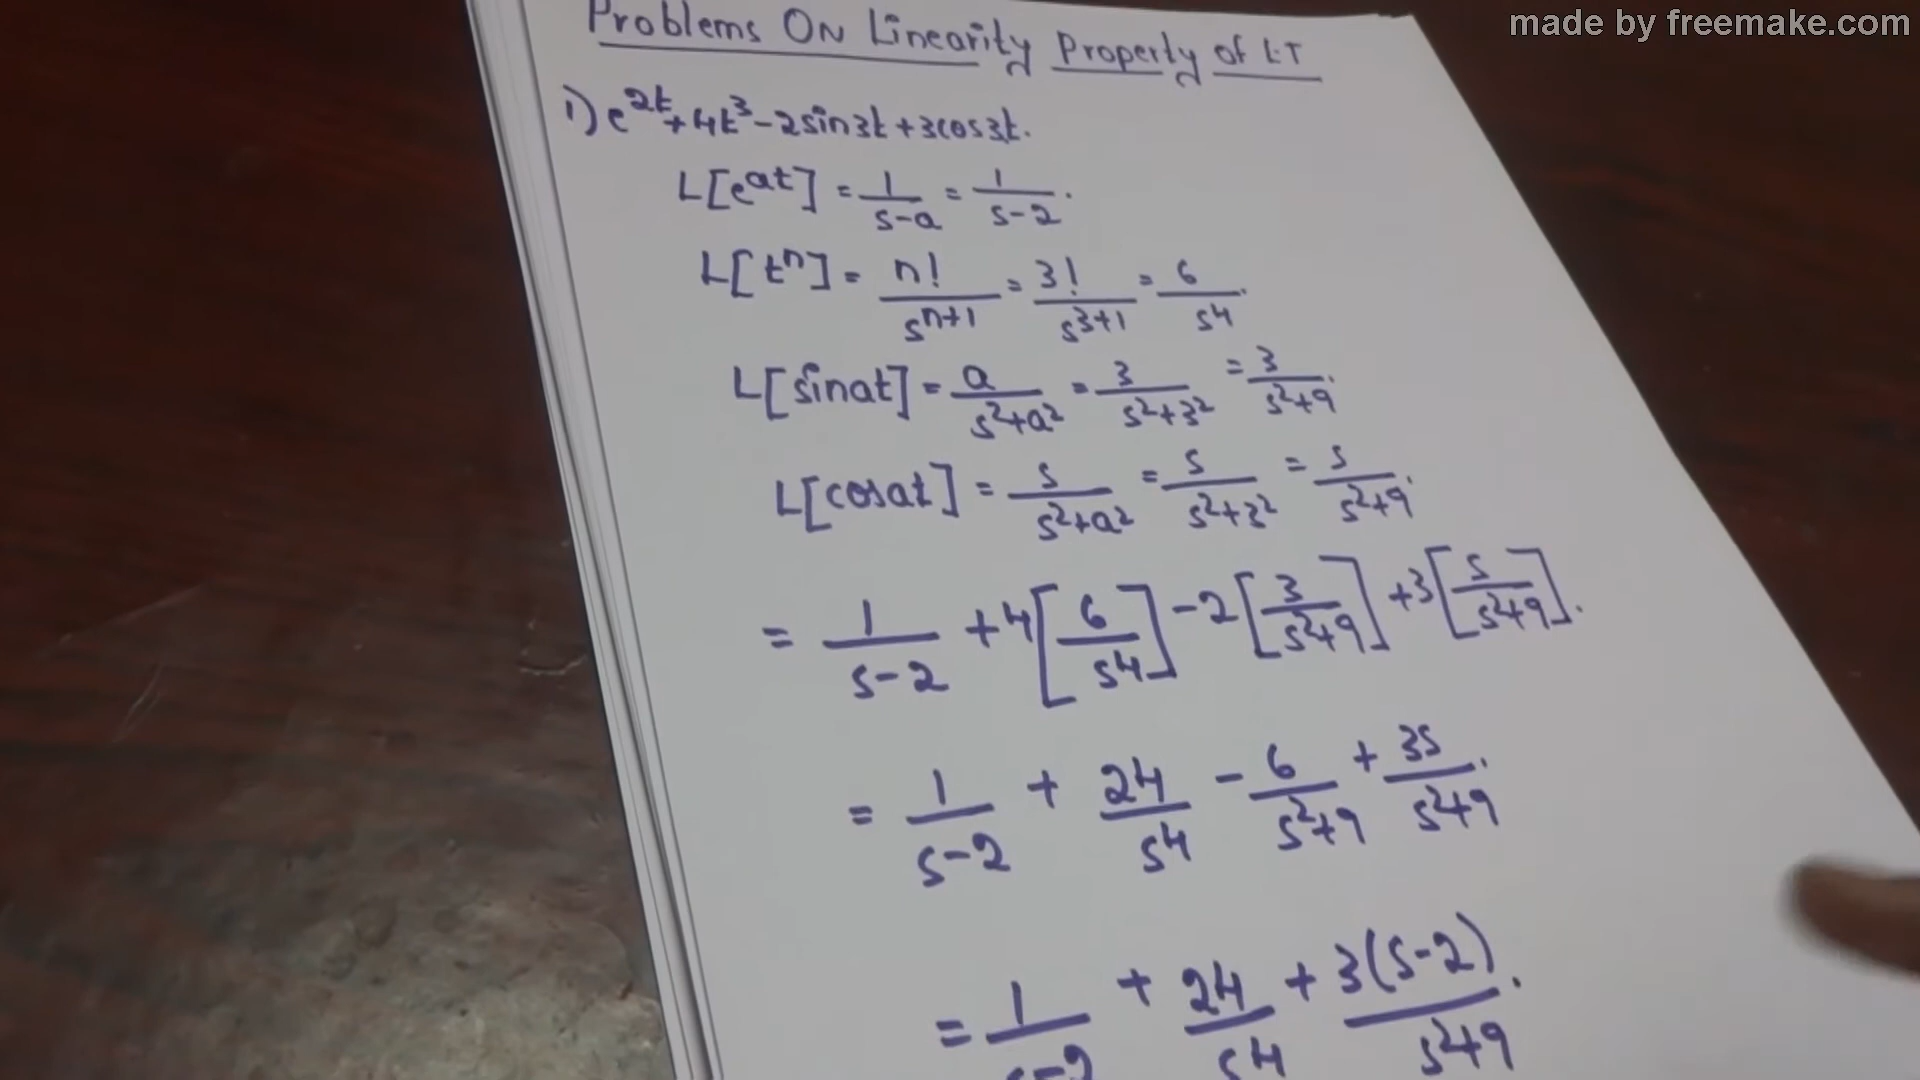 made by freemake.com
Problems ON Linearity Property of L.T
1) e^2t + 4t^3 - 2sin3t + 3cos3t.
L[e^at] = 1/(s-a) = 1/(s-2).
L[t^n] = n!/s^(n+1) = 3!/s^(3+1) = 6/s^4.
L[sinat] = a/(s^2+a^2) = 3/(s^2+3^2) = 3/(s^2+9).
L[cosat] = s/(s^2+a^2) = s/(s^2+3^2) = s/(s^2+9).
= 1/(s-2) + 4[6/s^4] - 2[3/(s^2+9)] + 3[s/(s^2+9)].
= 1/(s-2) + 24/s^4 - 6/(s^2+9) + 3s/(s^2+9).
= 1/(s-2) + 24/s^4 + 3(s-2)/(s^2+9).